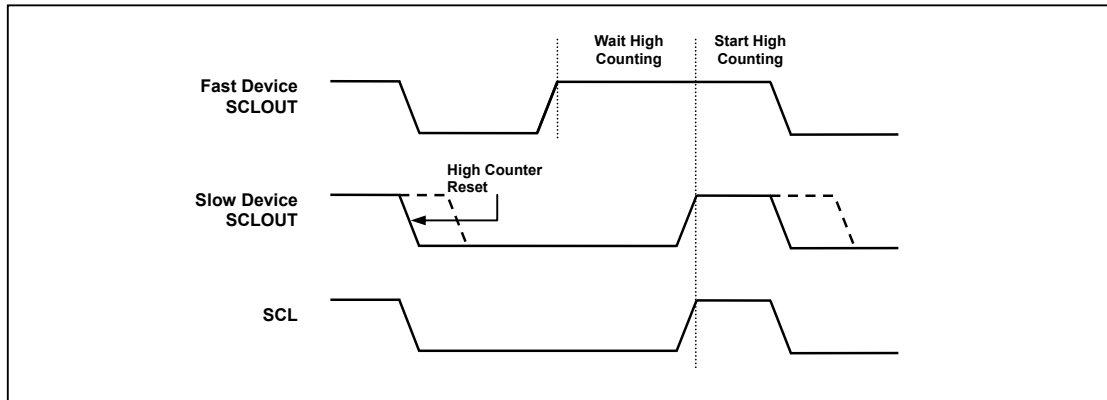 Wait High
Counting
Start High
Counting
Fast Device
SCLOUT
High Counter
Reset
Slow Device
SCLOUT
SCL